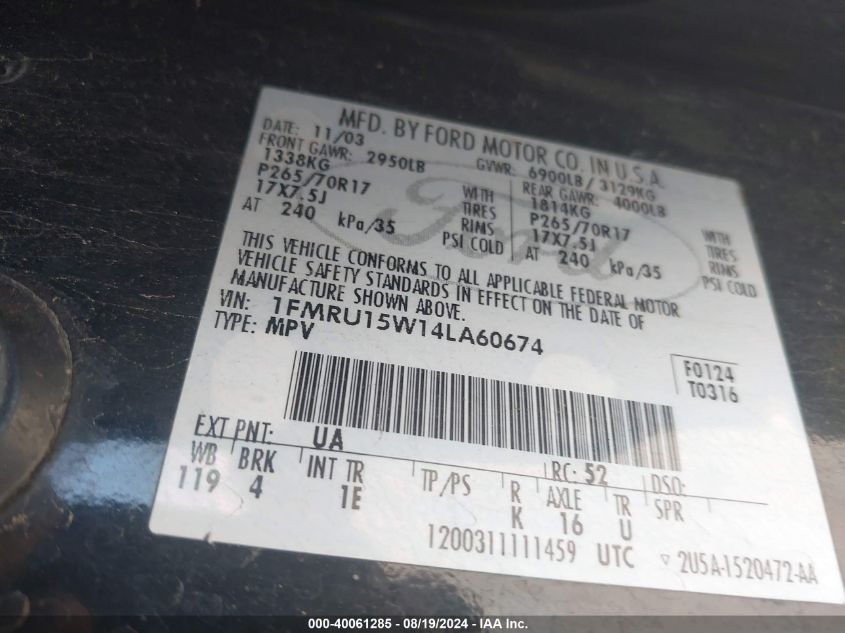 MFD. BY FORD MOTOR CO. IN U.S.A.
DATE: 11/03 GVWR: 6900LB / 3129KG
FRONT GAWR: 2950LB REAR GAWR: 4000LB
1338KG WITH 1814KG WITH
P265/70R17 TIRES P265/70R17 TIRES
17X7.5J RIMS 17X7.5J RIMS
AT 240 kPa/35 PSI COLD AT 240 kPa/35 PSI COLD
Ford
THIS VEHICLE CONFORMS TO ALL APPLICABLE FEDERAL MOTOR
VEHICLE SAFETY STANDARDS IN EFFECT ON THE DATE OF
MANUFACTURE SHOWN ABOVE.
VIN: 1FMRU15W14LA60674
TYPE: MPV
F0124
T0316
EXT PNT: UA RC: 52 DSO:
WB BRK INT TR TP/PS R AXLE TR SPR
119 4 1E K 16 U
1200311111459 UTC ▽ 2U5A-1520472-AA
000-40061285 - 08/19/2024 - IAA Inc.